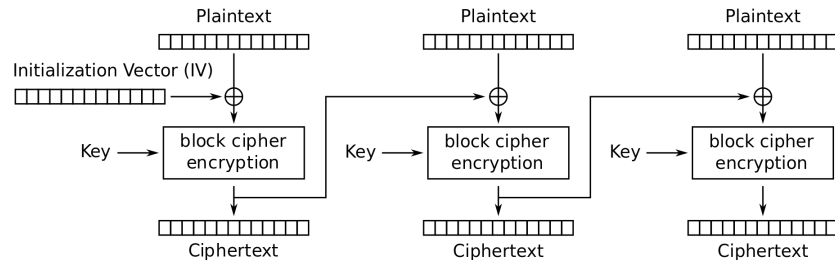 Plaintext
Plaintext
Plaintext
Initialization Vector (IV)
Key
block cipher
encryption
Key
block cipher
encryption
Key
block cipher
encryption
Ciphertext
Ciphertext
Ciphertext